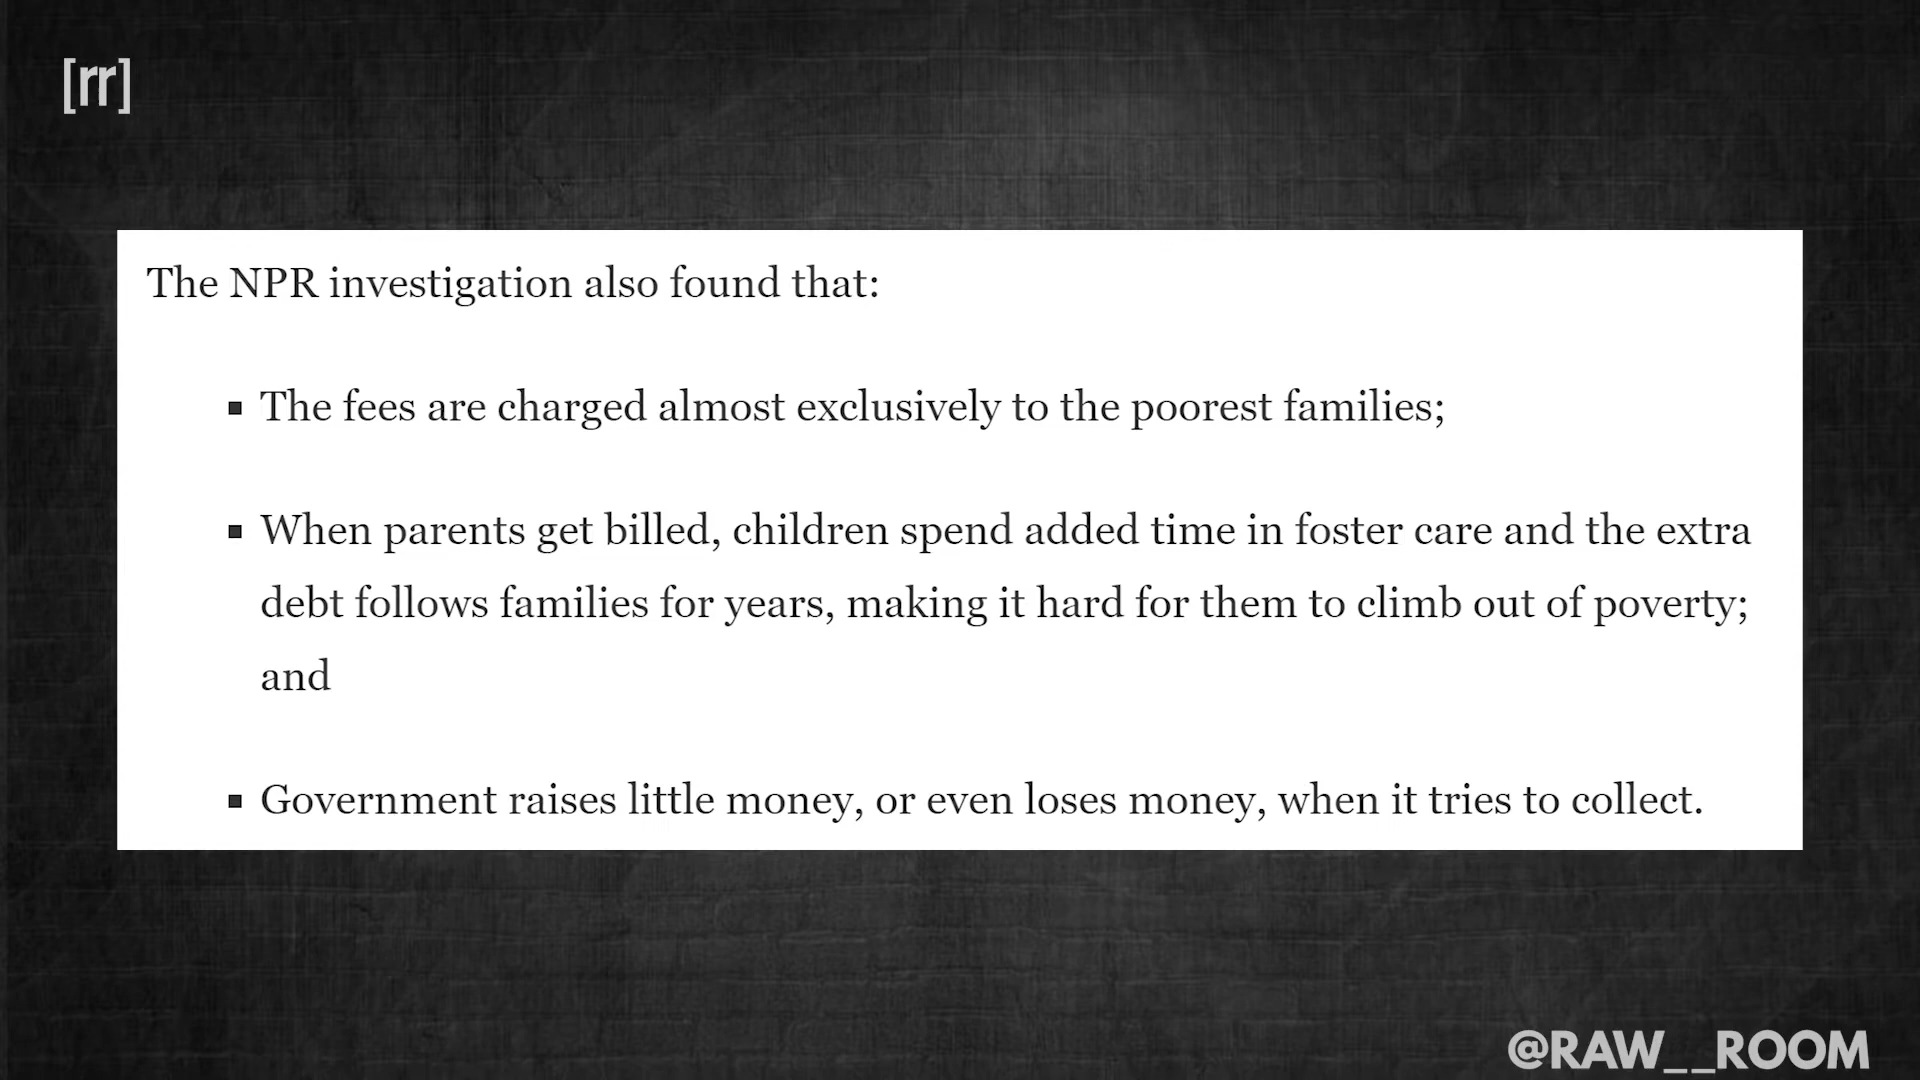 [rr]
The NPR investigation also found that:
▪ The fees are charged almost exclusively to the poorest families;
▪ When parents get billed, children spend added time in foster care and the extra
debt follows families for years, making it hard for them to climb out of poverty;
and
▪ Government raises little money, or even loses money, when it tries to collect.
@RAW__ROOM